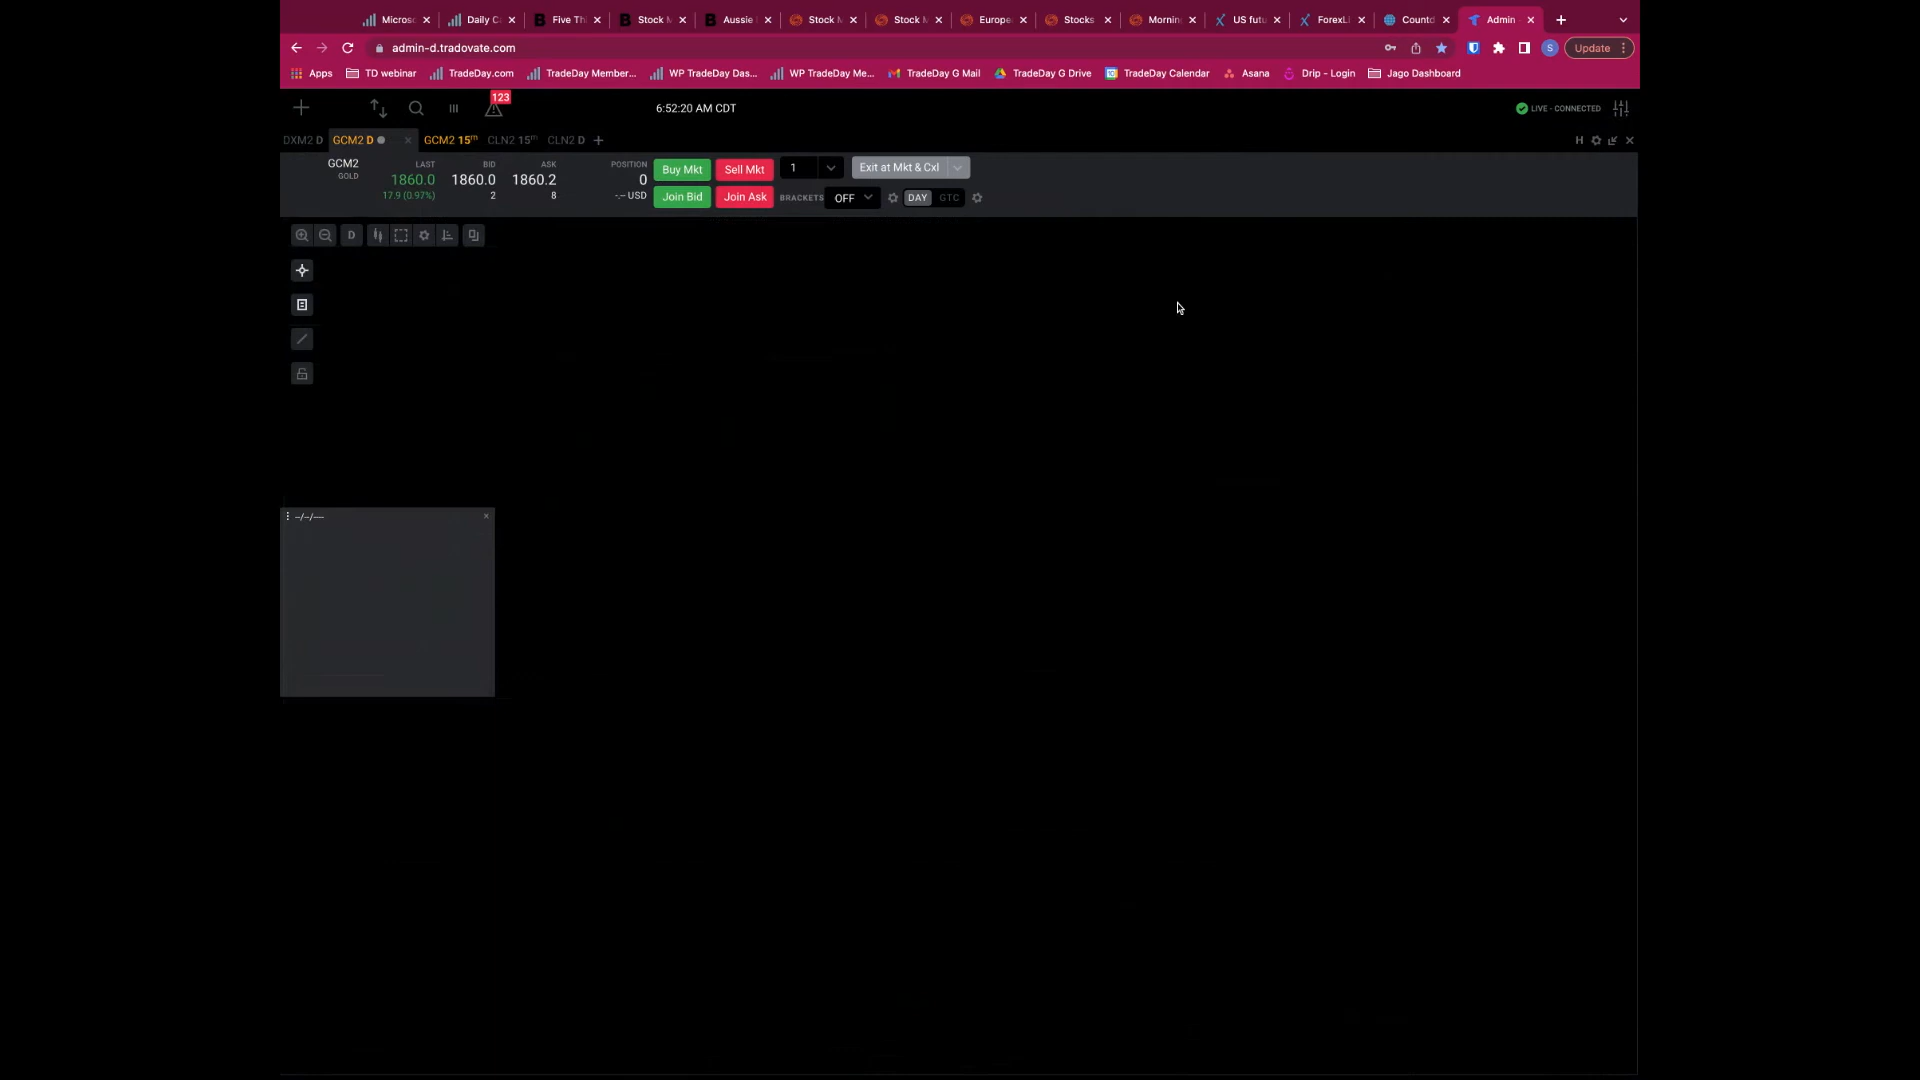 Micros Daily C Five Th Stock M Aussie Stock M Stock M Europe Stocks Mornin US futu ForexLi Countd Admin
admin-d.tradovate.com
S Update
Apps TD webinar TradeDay.com TradeDay Member... WP TradeDay Das... WP TradeDay Me... TradeDay G Mail TradeDay G Drive TradeDay Calendar Asana Drip – Login Jago Dashboard
123
6:52:20 AM CDT
LIVE - CONNECTED
DXM2 D GCM2 D GCM2 15m CLN2 15m CLN2 D
H
GCM2 LAST BID ASK POSITION Buy Mkt Sell Mkt 1 Exit at Mkt & Cxl
GOLD 1860.0 1860.0 1860.2 0
17.9 (0.97%) 2 8 -.-- USD Join Bid Join Ask BRACKETS OFF DAY GTC
D
--/--/----